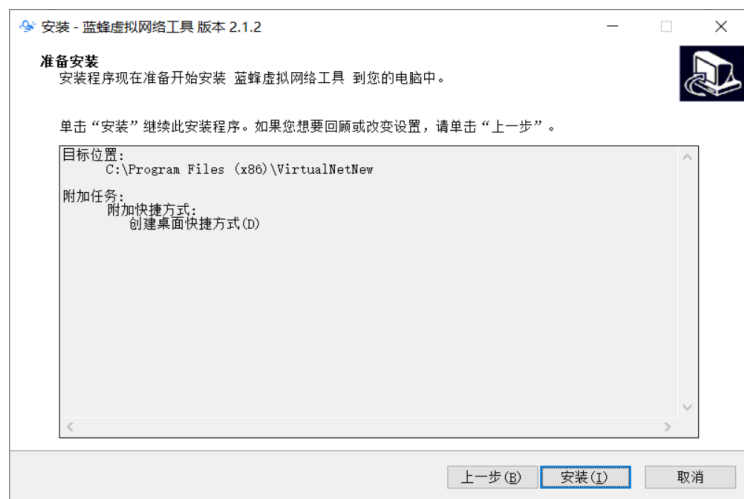 安装 - 蓝蜂虚拟网络工具 版本 2.1.2
准备安装
安装程序现在准备开始安装 蓝蜂虚拟网络工具 到您的电脑中。
单击“安装”继续此安装程序。如果您想要回顾或改变设置，请单击“上一步”。
目标位置:
C:\Program Files (x86)\VirtualNetNew
附加任务:
附加快捷方式:
创建桌面快捷方式(D)
上一步(B) 安装(I) 取消